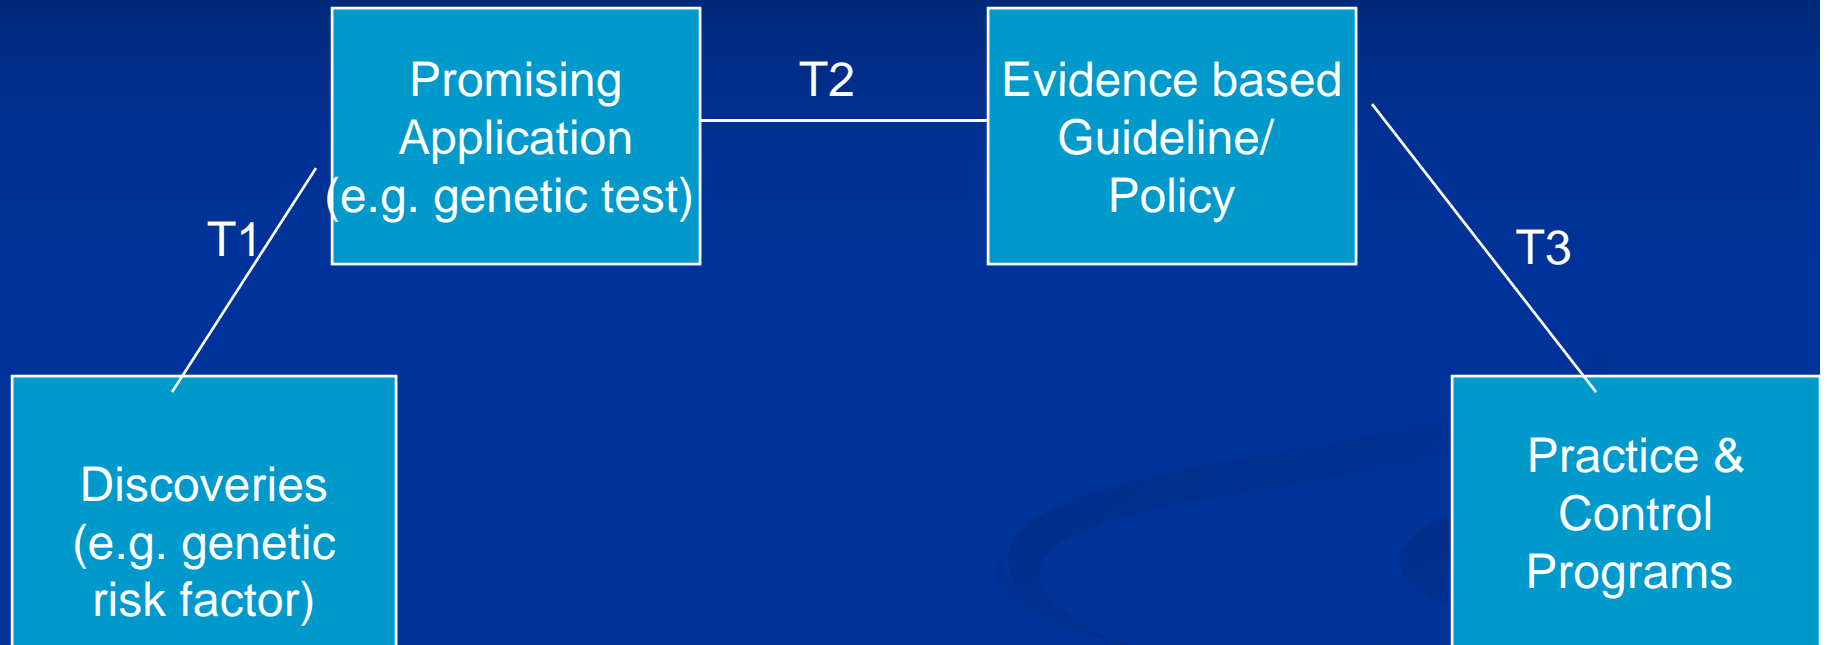 Promising
Application
(e.g. genetic test)
T2
Evidence based
Guideline/
Policy
T1
T3
Discoveries
(e.g. genetic
risk factor)
Practice &
Control
Programs